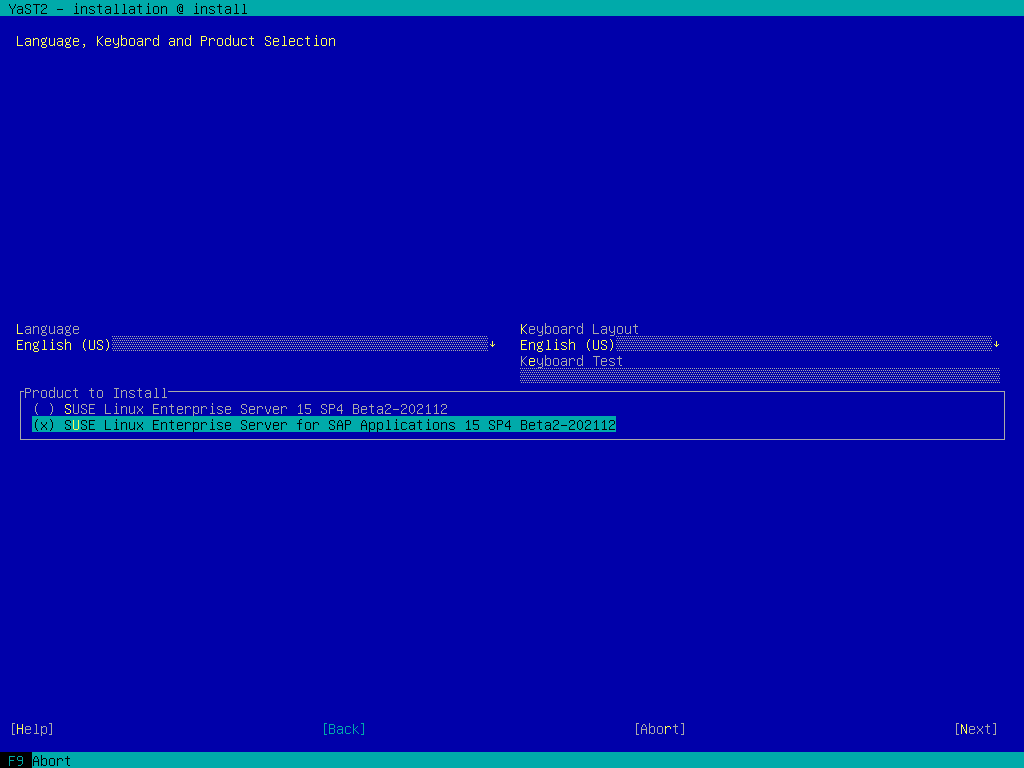 YaST2 - installation @ install
Language, Keyboard and Product Selection
Language
English (US)↓
Keyboard Layout
English (US)↓
Keyboard Test
Product to Install
( ) SUSE Linux Enterprise Server 15 SP4 Beta2-202112
(x) SUSE Linux Enterprise Server for SAP Applications 15 SP4 Beta2-202112
[Help] [Back] [Abort] [Next]
F9 Abort